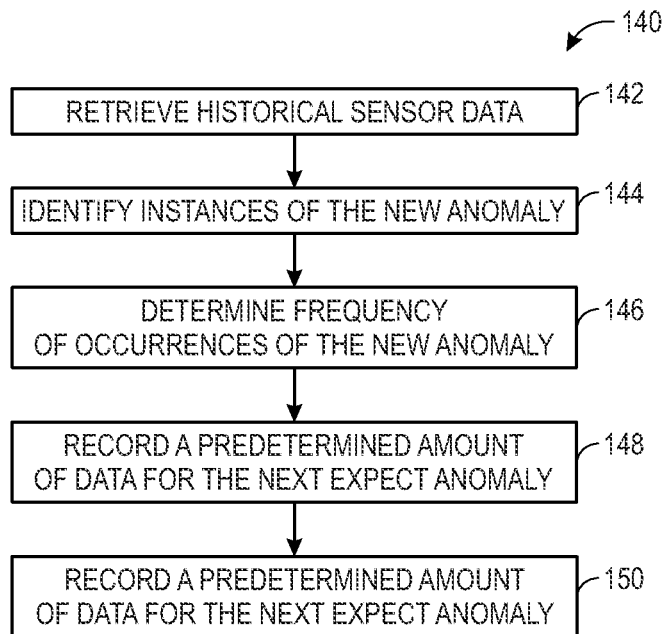 140
RETRIEVE HISTORICAL SENSOR DATA
142
IDENTIFY INSTANCES OF THE NEW ANOMALY
144
DETERMINE FREQUENCY
OF OCCURRENCES OF THE NEW ANOMALY
146
RECORD A PREDETERMINED AMOUNT
OF DATA FOR THE NEXT EXPECT ANOMALY
148
RECORD A PREDETERMINED AMOUNT
OF DATA FOR THE NEXT EXPECT ANOMALY
150